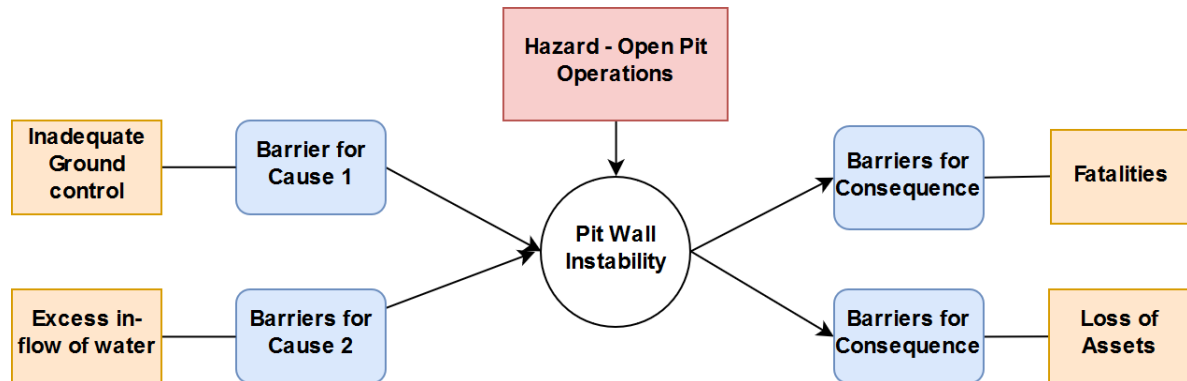 Hazard - Open Pit
Operations
Inadequate
Ground
control
Barrier for
Cause 1
Barriers for
Consequence
Fatalities
Pit Wall
Instability
Excess in-
flow of water
Barriers for
Cause 2
Barriers for
Consequence
Loss of
Assets